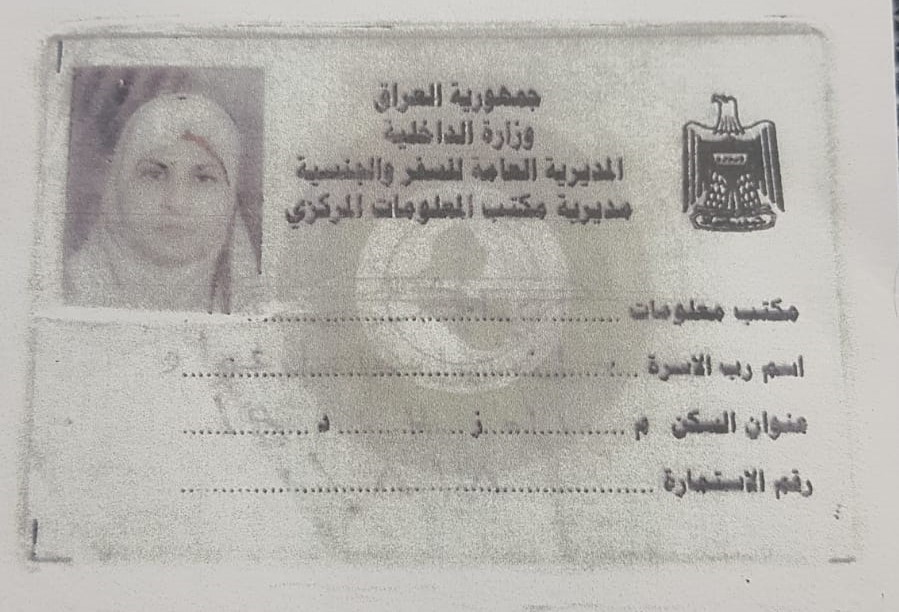 جمهورية العراق
وزارة الداخلية
المديرية العامة للسفر والجنسية
مديرية مكتب المعلومات المركزي
مكتب معلومات ..............................
اسم رب الاسرة ..............................
عنوان السكن م .............. ز .............. د ..............
رقم الاستمارة ..............................